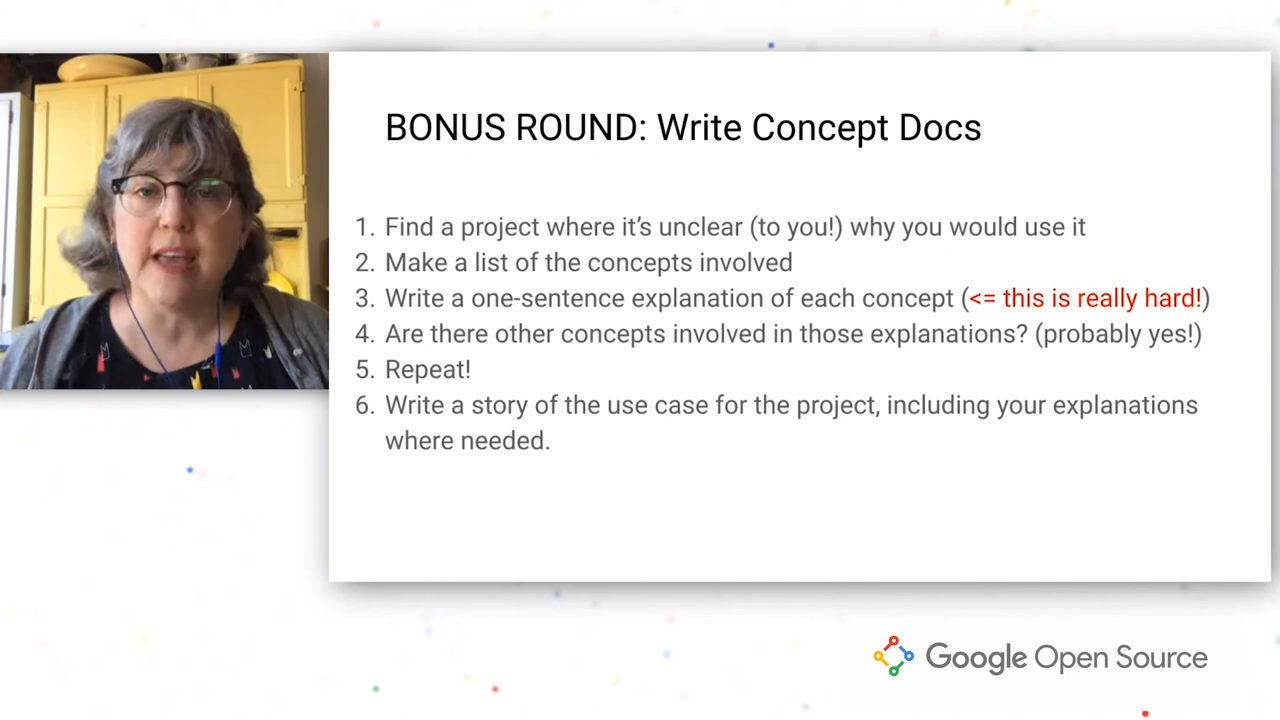 BONUS ROUND: Write Concept Docs
1. Find a project where it’s unclear (to you!) why you would use it
2. Make a list of the concepts involved
3. Write a one-sentence explanation of each concept (<= this is really hard!)
4. Are there other concepts involved in those explanations? (probably yes!)
5. Repeat!
6. Write a story of the use case for the project, including your explanations
where needed.
Google Open Source